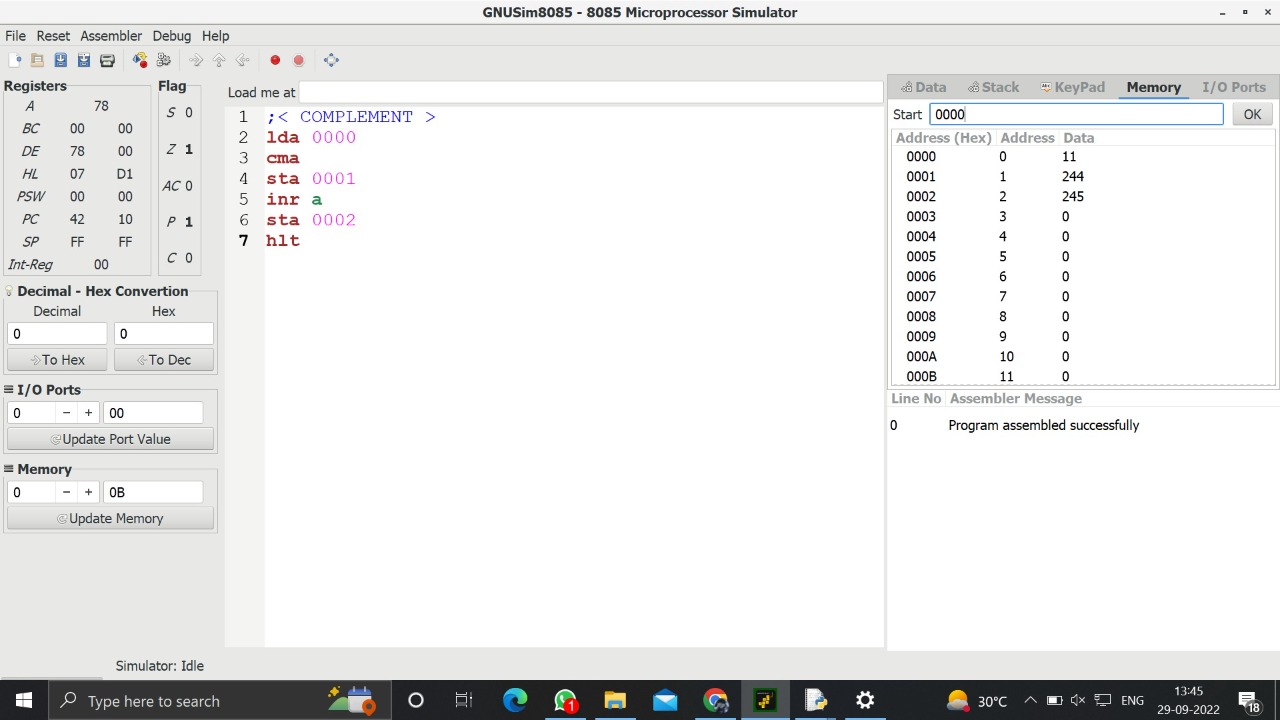 GNUSim8085 - 8085 Microprocessor Simulator
File Reset Assembler Debug Help
Registers
A 78
BC 00 00
DE 78 00
HL 07 D1
PSW 00 00
PC 42 10
SP FF FF
Int-Reg 00
Flag
S 0
Z 1
AC 0
P 1
C 0
Decimal - Hex Convertion
Decimal Hex
0 0
To Hex To Dec
I/O Ports
0 - + 00
Update Port Value
Memory
0 - + 0B
Update Memory
Simulator: Idle
Load me at
1 ;< COMPLEMENT >
2 lda 0000
3 cma
4 sta 0001
5 inr a
6 sta 0002
7 hlt
Data Stack KeyPad Memory I/O Ports
Start 0000 OK
Address (Hex) Address Data
0000 0 11
0001 1 244
0002 2 245
0003 3 0
0004 4 0
0005 5 0
0006 6 0
0007 7 0
0008 8 0
0009 9 0
000A 10 0
000B 11 0
Line No Assembler Message
0 Program assembled successfully
Type here to search
1
30°C ENG
13:45
29-09-2022
18